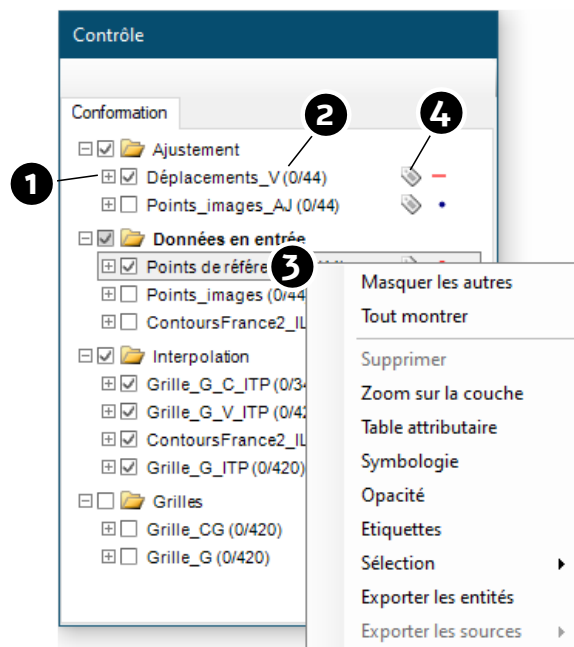 Contrôle
Conformation
2
4
Ajustement
1
Déplacements_V (0/44)
Points_images_AJ (0/44)
Données en entrée
3
Points de
Points_images (0/44
ContoursFrance2_IL
Interpolation
Grille_G_C_ITP (0/34
Grille_G_V_ITP (0/42
ContoursFrance2_IL
Grille_G_ITP (0/420)
Grilles
Grille_CG (0/420)
Grille_G (0/420)
Masquer les autres
Tout montrer
Supprimer
Zoom sur la couche
Table attributaire
Symbologie
Opacité
Etiquettes
Sélection
Exporter les entités
Exporter les sources